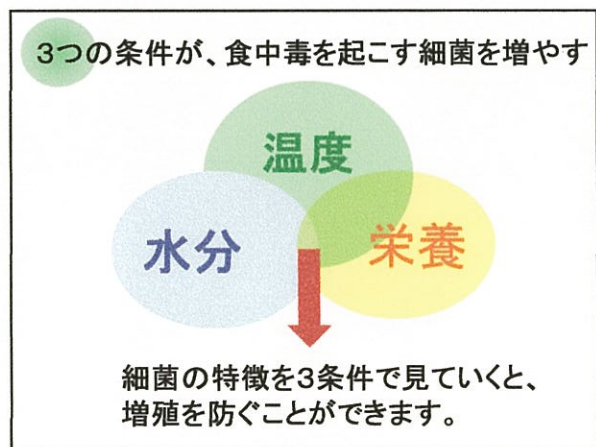 3つの条件が、食中毒を起こす細菌を増やす
温度
水分
栄養
細菌の特徴を3条件で見ていくと、
増殖を防ぐことができます。